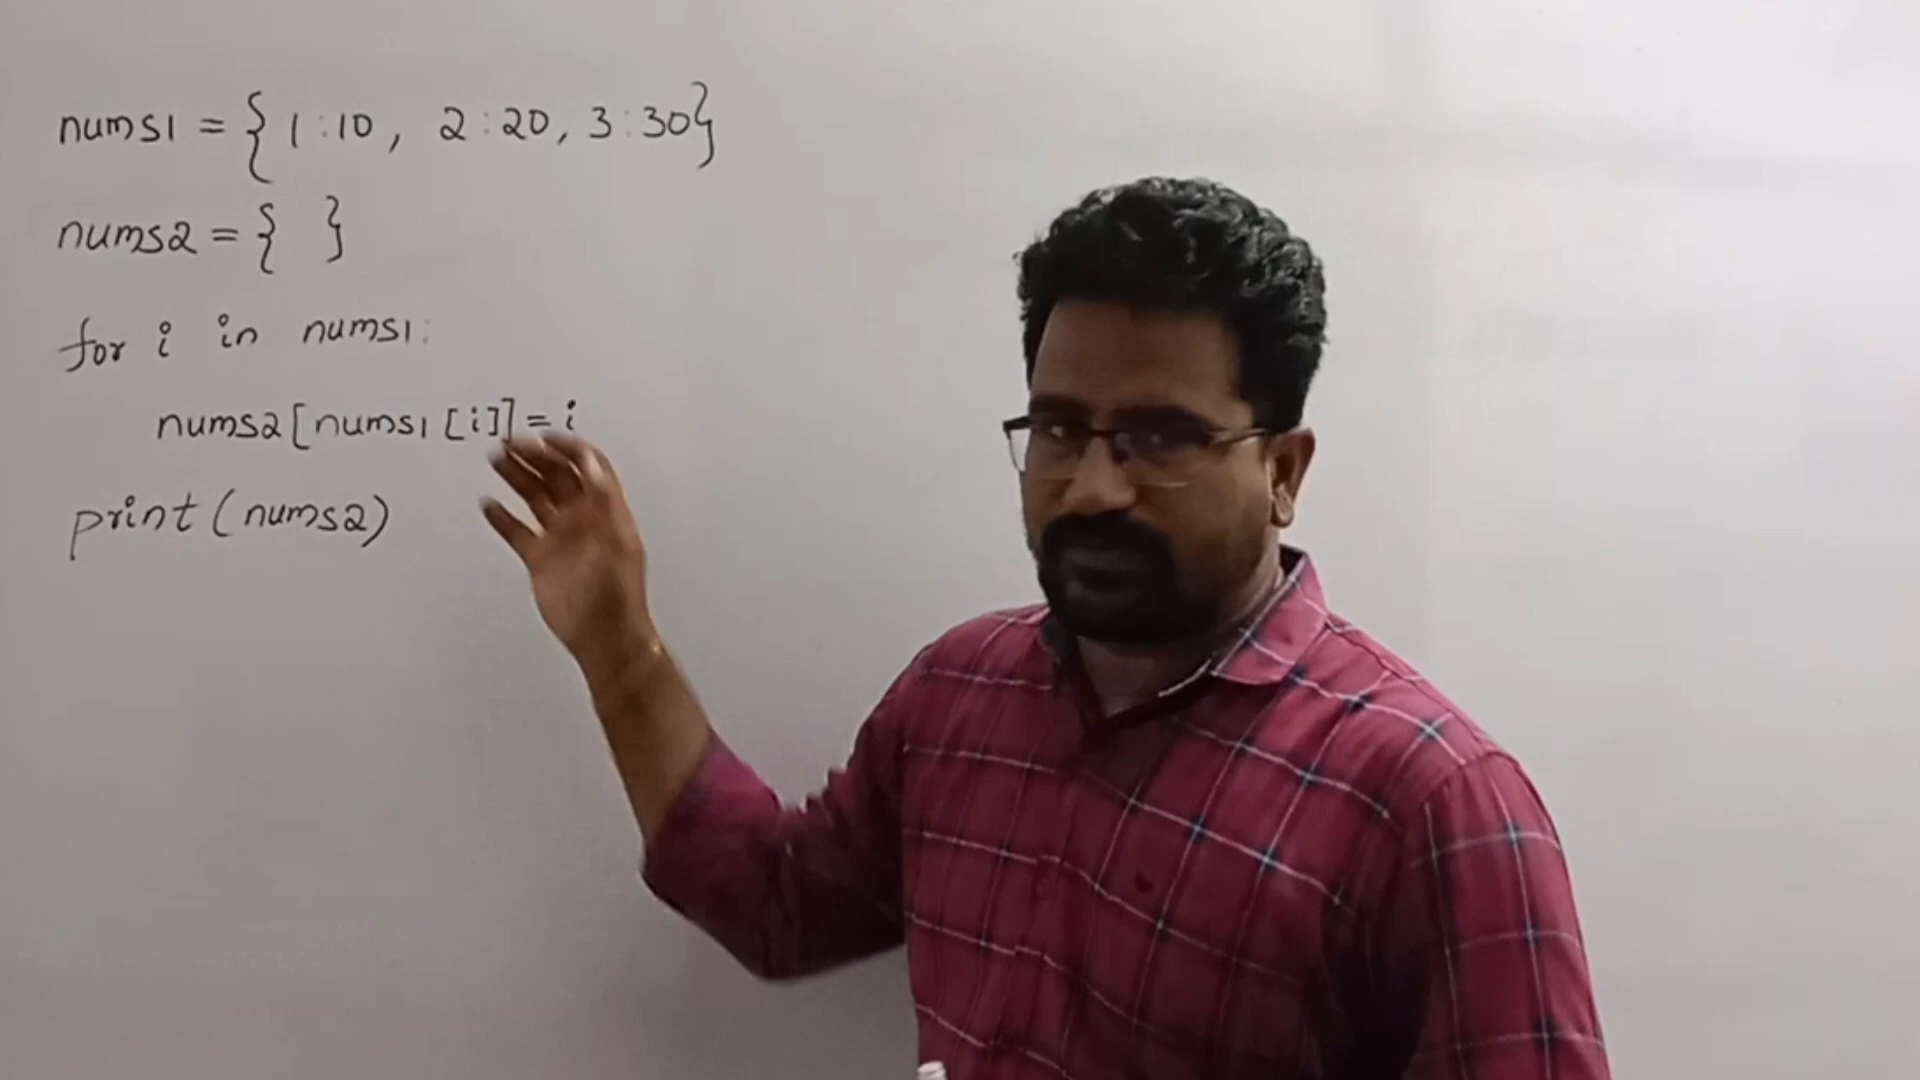 nums1 = {1:10, 2:20, 3:30}
nums2 = { }
for i in nums1:
nums2[nums1[i]]=i
print(nums2)